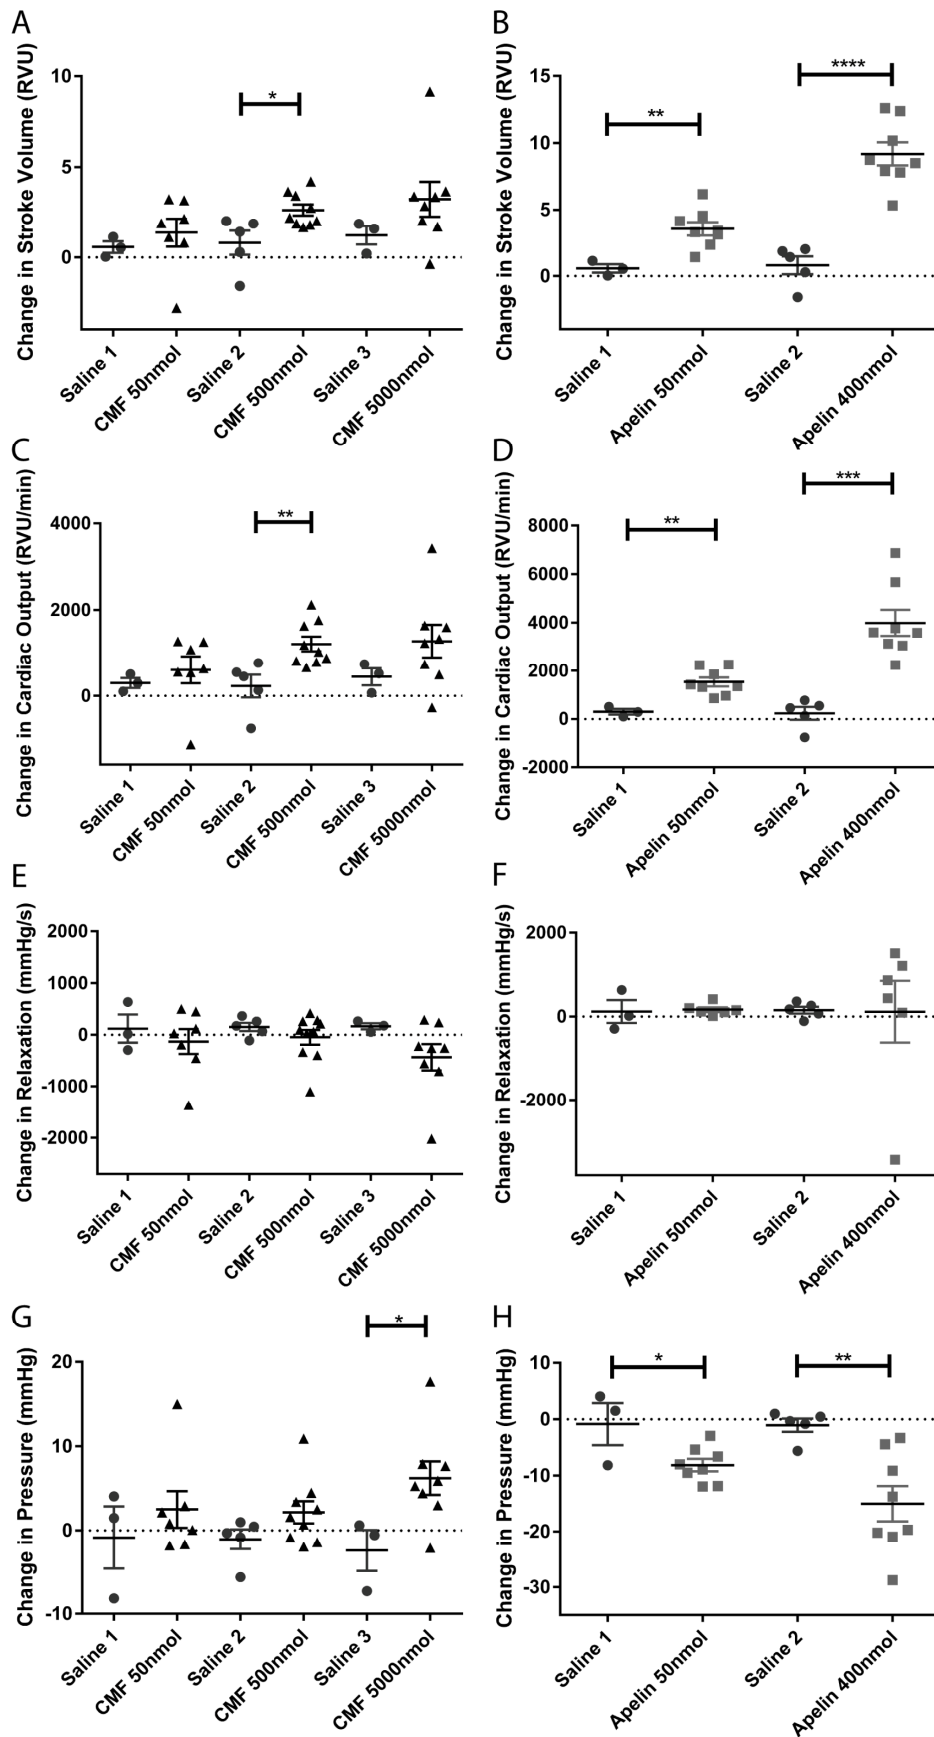 A
Change in Stroke Volume (RVU)
10
5
0
*
Saline 1
CMF 50nmol
Saline 2
CMF 500nmol
Saline 3
CMF 5000nmol
B
Change in Stroke Volume (RVU)
15
10
5
0
**
****
Saline 1
Apelin 50nmol
Saline 2
Apelin 400nmol
C
Change in Cardiac Output (RVU/min)
4000
2000
0
**
Saline 1
CMF 50nmol
Saline 2
CMF 500nmol
Saline 3
CMF 5000nmol
D
Change in Cardiac Output (RVU/min)
8000
6000
4000
2000
0
-2000
**
***
Saline 1
Apelin 50nmol
Saline 2
Apelin 400nmol
E
Change in Relaxation (mmHg/s)
2000
1000
0
-1000
-2000
Saline 1
CMF 50nmol
Saline 2
CMF 500nmol
Saline 3
CMF 5000nmol
F
Change in Relaxation (mmHg/s)
2000
0
-2000
Saline 1
Apelin 50nmol
Saline 2
Apelin 400nmol
G
Change in Pressure (mmHg)
20
10
0
-10
*
Saline 1
CMF 50nmol
Saline 2
CMF 500nmol
Saline 3
CMF 5000nmol
H
Change in Pressure (mmHg)
10
0
-10
-20
-30
*
**
Saline 1
Apelin 50nmol
Saline 2
Apelin 400nmol